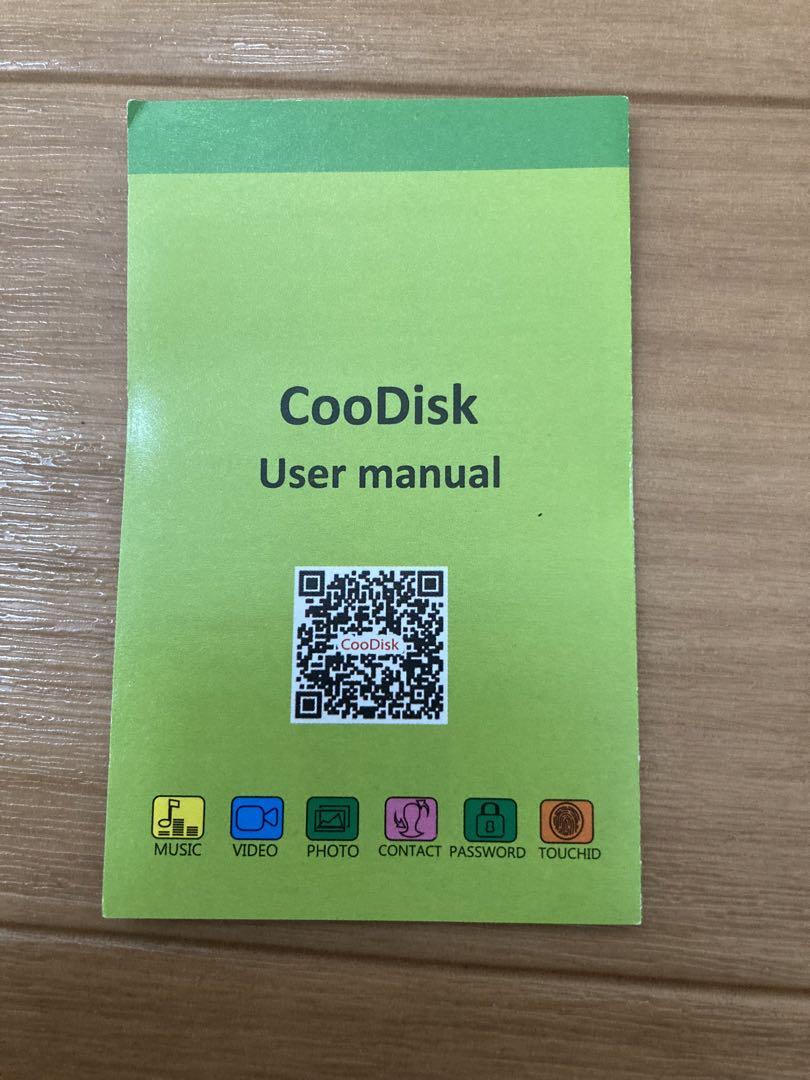 CooDisk
User manual
CooDisk
MUSIC VIDEO PHOTO CONTACT PASSWORD TOUCHID